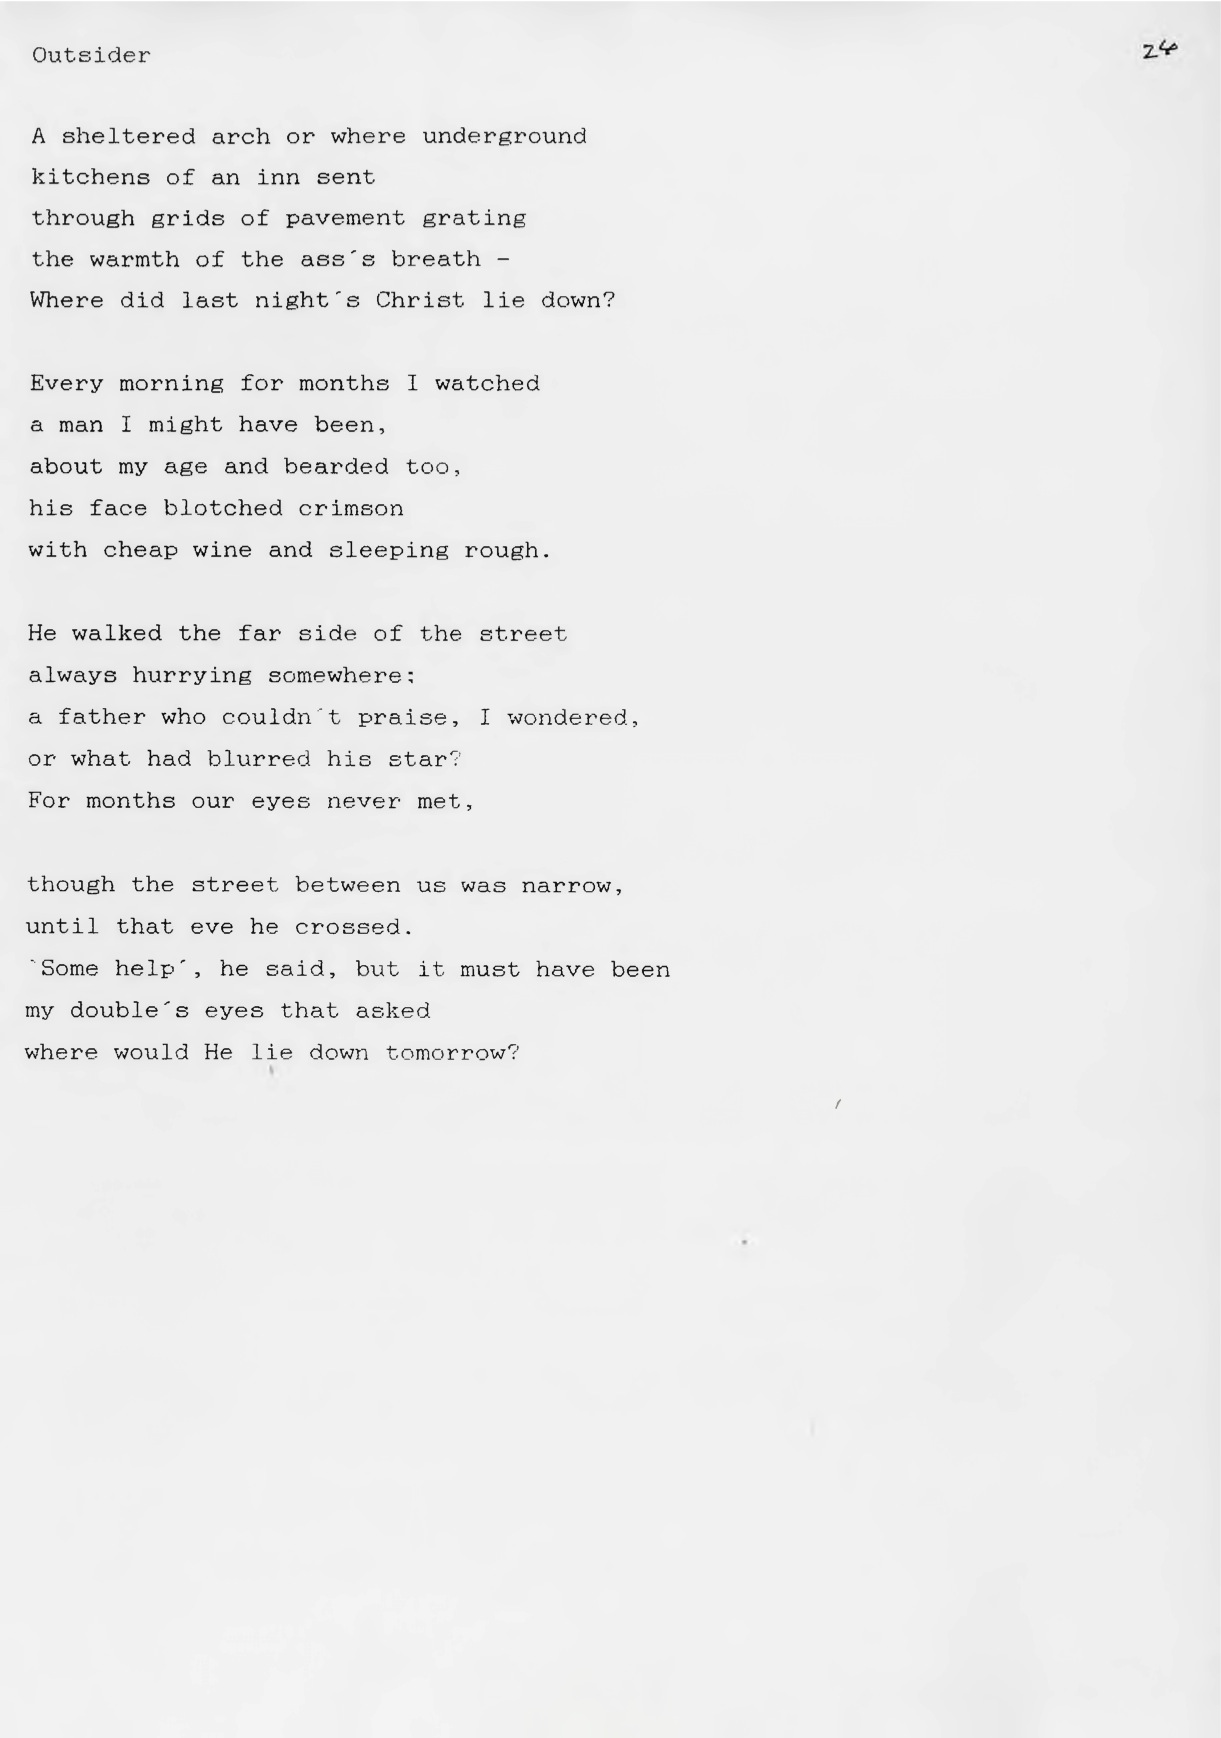 Outsider
24
A sheltered arch or where underground
kitchens of an inn sent
through grids of pavement grating
the warmth of the ass´s breath -
Where did last night´s Christ lie down?
Every morning for months I watched
a man I might have been,
about my age and bearded too,
his face blotched crimson
with cheap wine and sleeping rough.
He walked the far side of the street
always hurrying somewhere;
a father who couldn´t praise, I wondered,
or what had blurred his star?
For months our eyes never met,
though the street between us was narrow,
until that eve he crossed.
`Some help´, he said, but it must have been
my double´s eyes that asked
where would He lie down tomorrow?